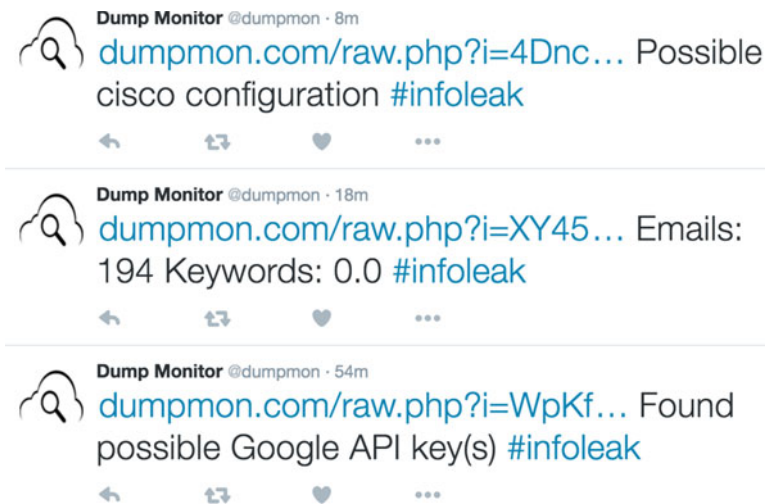 Dump Monitor @dumpmon · 8m
dumpmon.com/raw.php?i=4Dnc... Possible
cisco configuration #infoleak
Dump Monitor @dumpmon · 18m
dumpmon.com/raw.php?i=XY45... Emails:
194 Keywords: 0.0 #infoleak
Dump Monitor @dumpmon · 54m
dumpmon.com/raw.php?i=WpKf... Found
possible Google API key(s) #infoleak